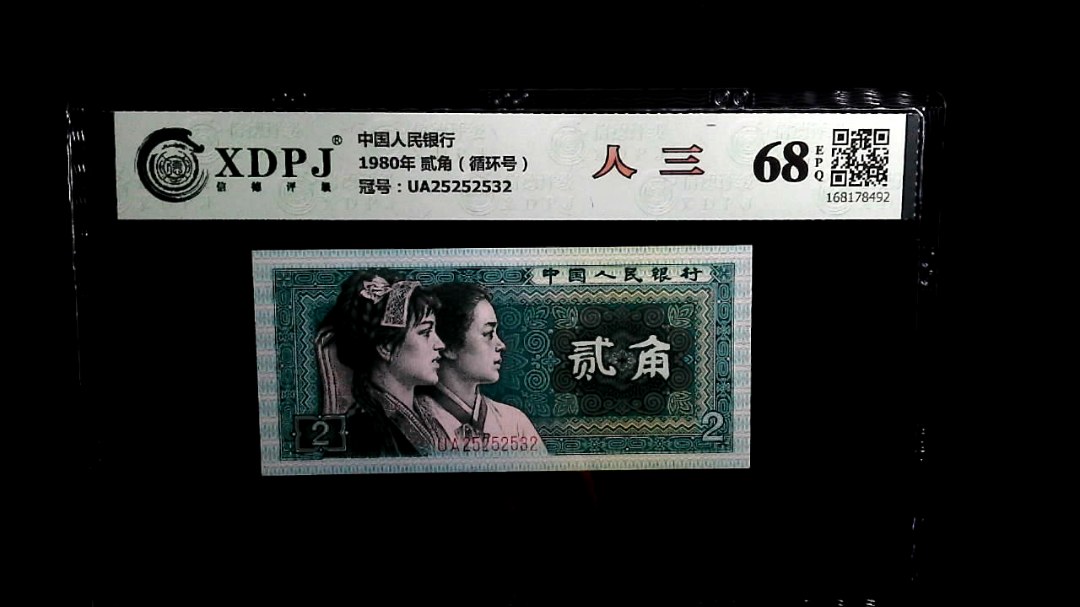 XDPJ®
信德评级
中国人民银行
1980年 贰角（循环号）
冠号：UA25252532
人三
68
EPQ
168178492
中国人民银行
贰角
2
2
UA25252532